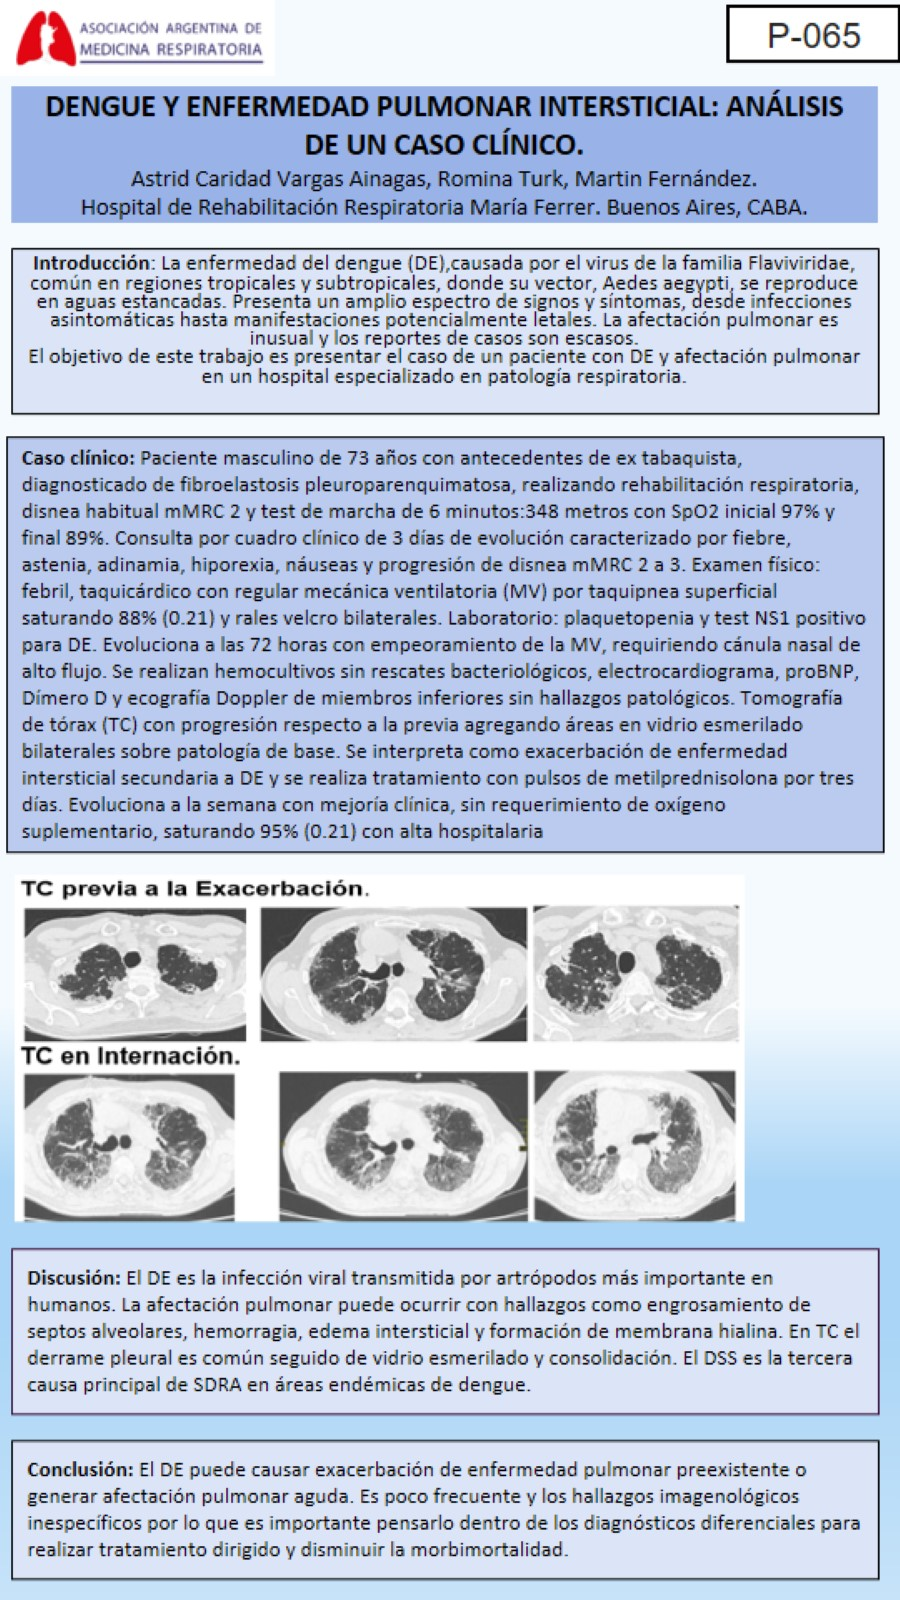 ASOCIACIÓN ARGENTINA DE
MEDICINA RESPIRATORIA
P-065
DENGUE Y ENFERMEDAD PULMONAR INTERSTICIAL: ANÁLISIS
DE UN CASO CLÍNICO.
Astrid Caridad Vargas Ainagas, Romina Turk, Martin Fernández.
Hospital de Rehabilitación Respiratoria María Ferrer. Buenos Aires, CABA.
Introducción: La enfermedad del dengue (DE),causada por el virus de la familia Flaviviridae,
común en regiones tropicales y subtropicales, donde su vector, Aedes aegypti, se reproduce
en aguas estancadas. Presenta un amplio espectro de signos y síntomas, desde infecciones
asintomáticas hasta manifestaciones potencialmente letales. La afectación pulmonar es
inusual y los reportes de casos son escasos.
El objetivo de este trabajo es presentar el caso de un paciente con DE y afectación pulmonar
en un hospital especializado en patología respiratoria.
Caso clínico: Paciente masculino de 73 años con antecedentes de ex tabaquista,
diagnosticado de fibroelastosis pleuroparenquimatosa, realizando rehabilitación respiratoria,
disnea habitual mMRC 2 y test de marcha de 6 minutos:348 metros con SpO2 inicial 97% y
final 89%. Consulta por cuadro clínico de 3 días de evolución caracterizado por fiebre,
astenia, adinamia, hiporexia, náuseas y progresión de disnea mMRC 2 a 3. Examen físico:
febril, taquicárdico con regular mecánica ventilatoria (MV) por taquipnea superficial
saturando 88% (0.21) y rales velcro bilaterales. Laboratorio: plaquetopenia y test NS1 positivo
para DE. Evoluciona a las 72 horas con empeoramiento de la MV, requiriendo cánula nasal de
alto flujo. Se realizan hemocultivos sin rescates bacteriológicos, electrocardiograma, proBNP,
Dímero D y ecografía Doppler de miembros inferiores sin hallazgos patológicos. Tomografía
de tórax (TC) con progresión respecto a la previa agregando áreas en vidrio esmerilado
bilaterales sobre patología de base. Se interpreta como exacerbación de enfermedad
intersticial secundaria a DE y se realiza tratamiento con pulsos de metilprednisolona por tres
días. Evoluciona a la semana con mejoría clínica, sin requerimiento de oxígeno
suplementario, saturando 95% (0.21) con alta hospitalaria
TC previa a la Exacerbación.
TC en Internación.
Discusión: El DE es la infección viral transmitida por artrópodos más importante en
humanos. La afectación pulmonar puede ocurrir con hallazgos como engrosamiento de
septos alveolares, hemorragia, edema intersticial y formación de membrana hialina. En TC el
derrame pleural es común seguido de vidrio esmerilado y consolidación. El DSS es la tercera
causa principal de SDRA en áreas endémicas de dengue.
Conclusión: El DE puede causar exacerbación de enfermedad pulmonar preexistente o
generar afectación pulmonar aguda. Es poco frecuente y los hallazgos imagenológicos
inespecíficos por lo que es importante pensarlo dentro de los diagnósticos diferenciales para
realizar tratamiento dirigido y disminuir la morbimortalidad.